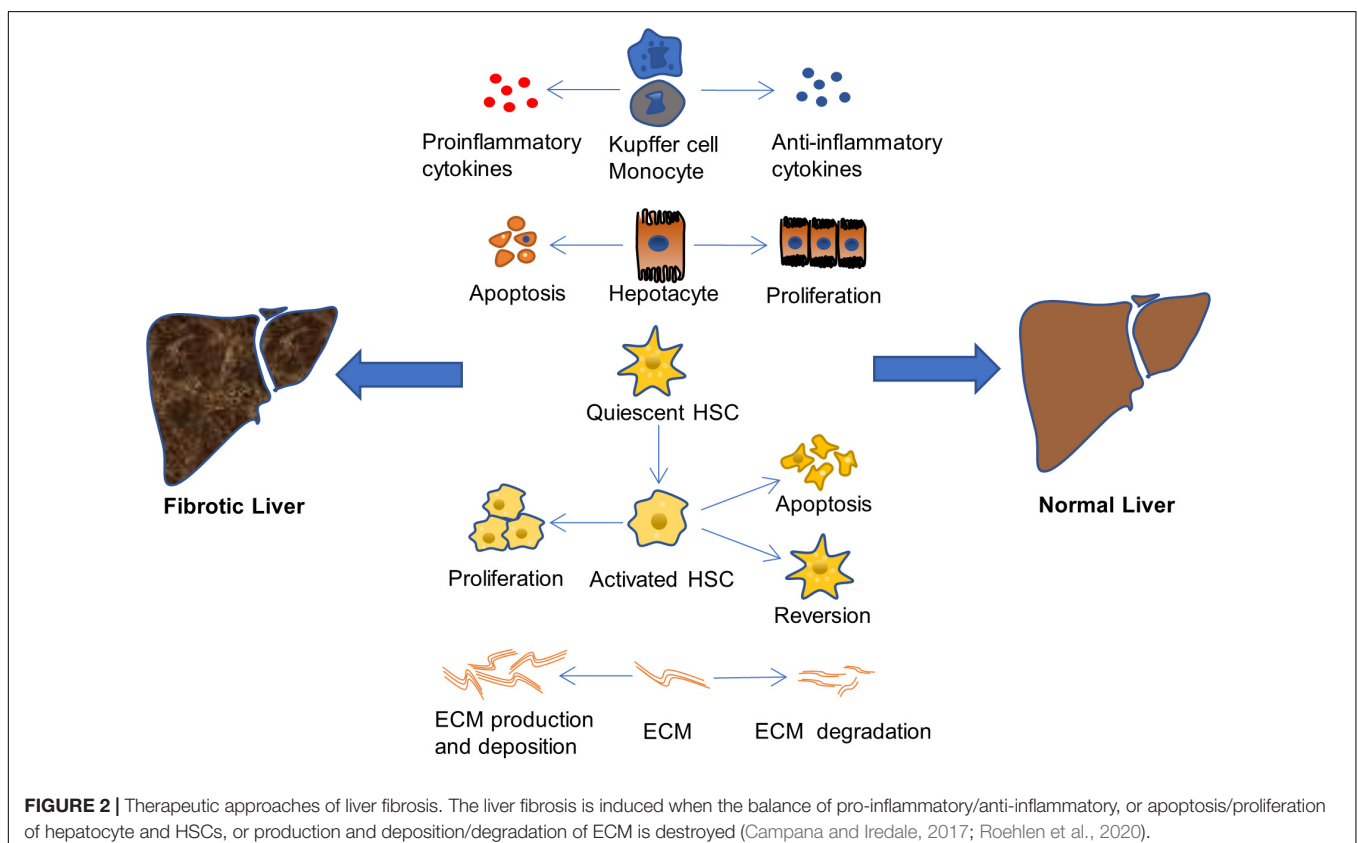 Proinflammatory
cytokines
Kupffer cell
Monocyte
Anti-inflammatory
cytokines
Apoptosis
Hepotacyte
Proliferation
Quiescent HSC
Fibrotic Liver
Normal Liver
Apoptosis
Proliferation
Activated HSC
Reversion
ECM production
and deposition
ECM
ECM degradation
FIGURE 2 | Therapeutic approaches of liver fibrosis. The liver fibrosis is induced when the balance of pro-inflammatory/anti-inflammatory, or apoptosis/proliferation
of hepatocyte and HSCs, or production and deposition/degradation of ECM is destroyed (Campana and Iredale, 2017; Roehlen et al., 2020).